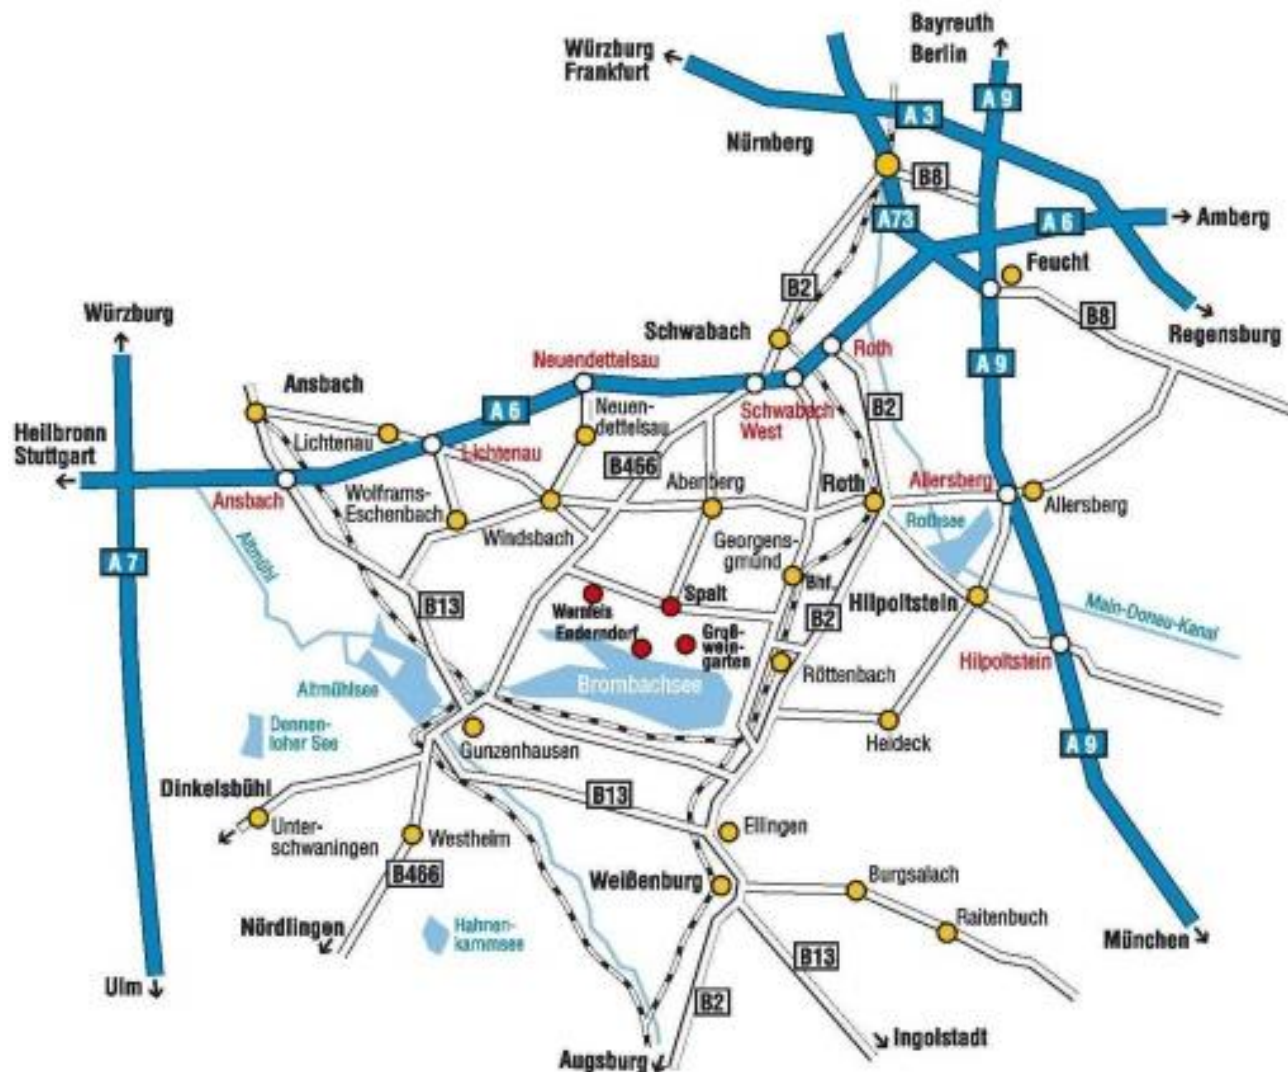 Bayreuth
Berlin
Würzburg
Frankfurt
A 9
A 3
Nürnberg
B8
A73
A 6
Amberg
Feucht
B2
B8
Regensburg
Würzburg
Schwabach
Roth
Neuendettelsau
A 9
Ansbach
A 6
Neuen-
dettelsau
Schwabach
West
B2
Heilbronn
Stuttgart
Lichtenau
Lichtenau
B466
Ansbach
Wolframs-
Eschenbach
Abenberg
Roth
Allersberg
Allersberg
Windsbach
Rothsee
Altmühl
Georgens-
gmünd
A 7
Bhf.
B13
Wernfels
Spalt
B2
Hilpoltstein
Main-Donau-Kanal
Enderndorf
Groß-
wein-
garten
Hilpoltstein
Altmühlsee
Brombachsee
Röttenbach
Dennen-
loher See
Gunzenhausen
Heideck
A 9
Dinkelsbühl
B13
Unter-
schwaningen
Westheim
Ellingen
B466
Weißenburg
Burgsalach
Nördlingen
Hahnen-
kammsee
Raitenbuch
München
B13
Ulm
B2
Augsburg
Ingolstadt